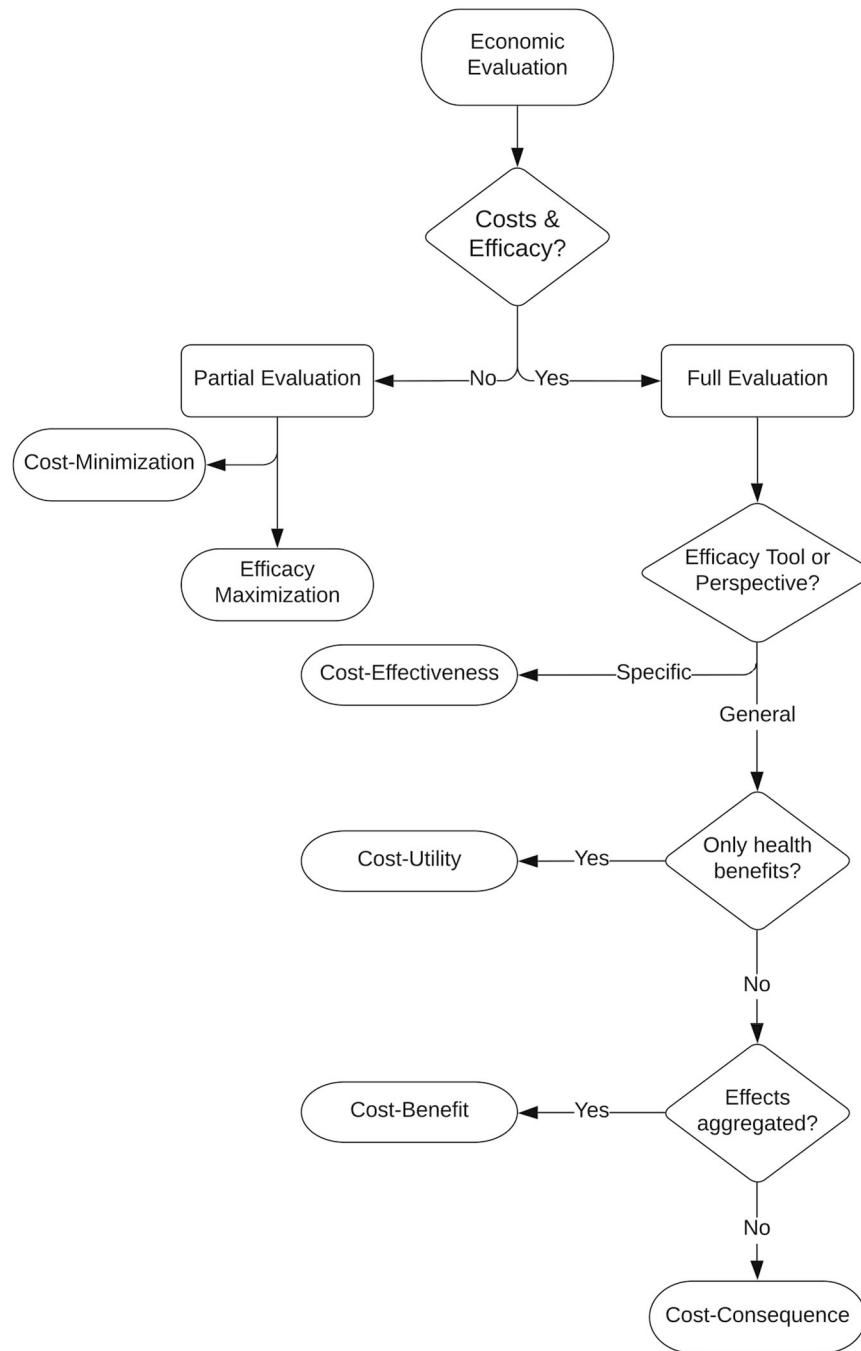 Economic
Evaluation
Costs &
Efficacy?
Partial Evaluation
No
Yes
Full Evaluation
Cost-Minimization
Efficacy
Maximization
Efficacy Tool or
Perspective?
Cost-Effectiveness
Specific
General
Only health
benefits?
Cost-Utility
Yes
No
Effects
aggregated?
Cost-Benefit
Yes
No
Cost-Consequence